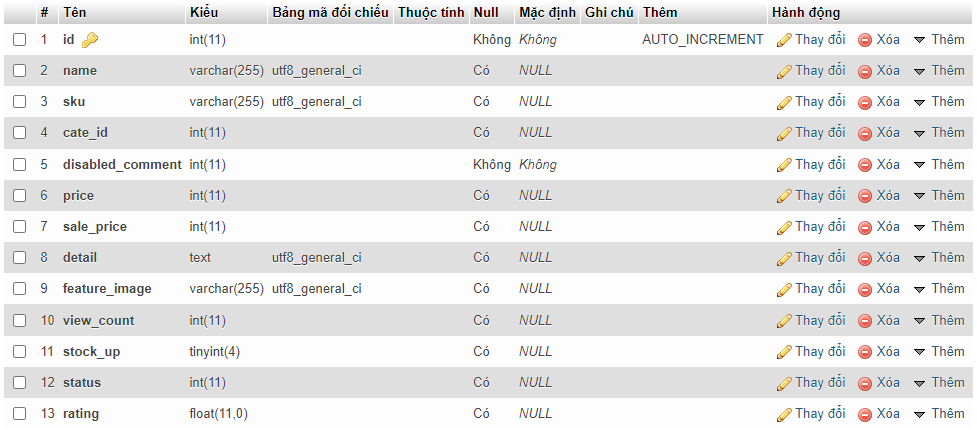 # Tên Kiểu Bảng mã đối chiếu Thuộc tính Null Mặc định Ghi chú Thêm Hành động
1 id int(11) Không Không AUTO_INCREMENT Thay đổi Xóa Thêm
2 name varchar(255) utf8_general_ci Có NULL Thay đổi Xóa Thêm
3 sku varchar(255) utf8_general_ci Có NULL Thay đổi Xóa Thêm
4 cate_id int(11) Có NULL Thay đổi Xóa Thêm
5 disabled_comment int(11) Không Không Thay đổi Xóa Thêm
6 price int(11) Có NULL Thay đổi Xóa Thêm
7 sale_price int(11) Có NULL Thay đổi Xóa Thêm
8 detail text utf8_general_ci Có NULL Thay đổi Xóa Thêm
9 feature_image varchar(255) utf8_general_ci Có NULL Thay đổi Xóa Thêm
10 view_count int(11) Có NULL Thay đổi Xóa Thêm
11 stock_up tinyint(4) Có NULL Thay đổi Xóa Thêm
12 status int(11) Có NULL Thay đổi Xóa Thêm
13 rating float(11,0) Có NULL Thay đổi Xóa Thêm